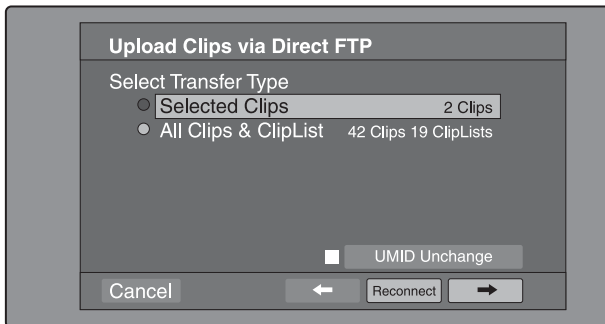 Upload Clips via Direct FTP
Select Transfer Type
Selected Clips 2 Clips
All Clips & ClipList 42 Clips 19 ClipLists
UMID Unchange
Cancel ← Reconnect →